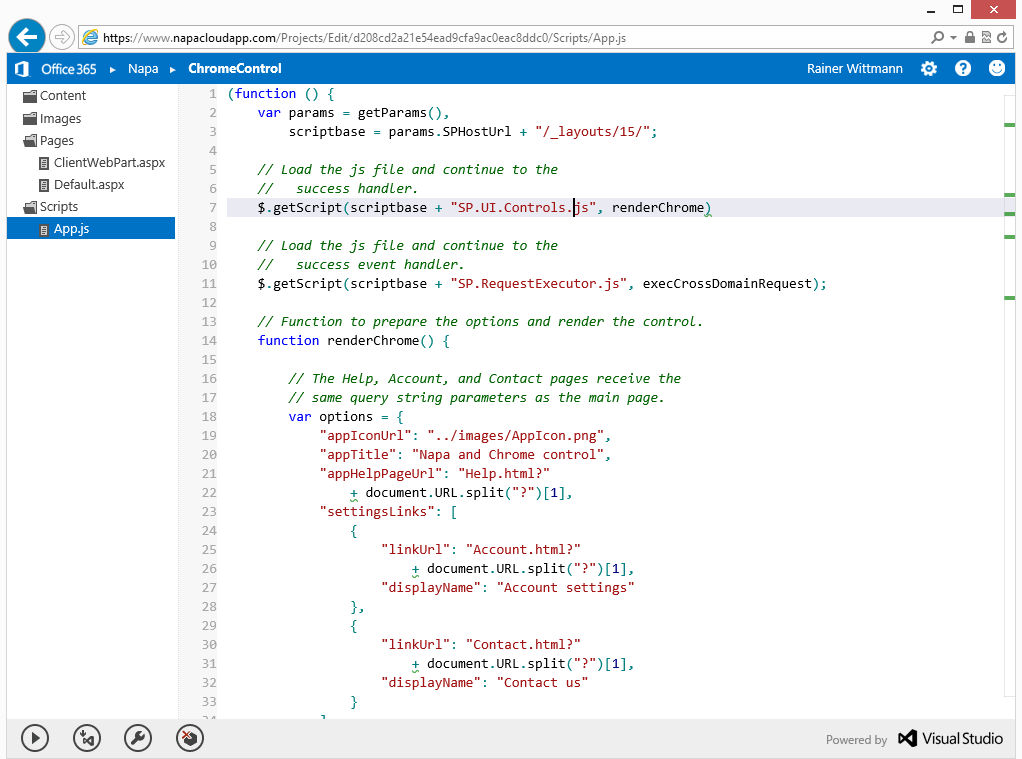 https://www.napacloudapp.com/Projects/Edit/d208cd2a21e54ead9cfa9ac0eac8ddc0/Scripts/App.js
Office 365 ▸ Napa ▸ ChromeControl Rainer Wittmann ?
Content
Images
Pages
ClientWebPart.aspx
Default.aspx
Scripts
App.js
1 (function () {
2 var params = getParams(),
3 scriptbase = params.SPHostUrl + "/_layouts/15/";
4
5 // Load the js file and continue to the
6 //   success handler.
7 $.getScript(scriptbase + "SP.UI.Controls.js", renderChrome)
8
9 // Load the js file and continue to the
10 //   success event handler.
11 $.getScript(scriptbase + "SP.RequestExecutor.js", execCrossDomainRequest);
12
13 // Function to prepare the options and render the control.
14 function renderChrome() {
15
16 // The Help, Account, and Contact pages receive the
17 // same query string parameters as the main page.
18 var options = {
19 "appIconUrl": "../images/AppIcon.png",
20 "appTitle": "Napa and Chrome control",
21 "appHelpPageUrl": "Help.html?"
22 + document.URL.split("?")[1],
23 "settingsLinks": [
24 {
25 "linkUrl": "Account.html?"
26 + document.URL.split("?")[1],
27 "displayName": "Account settings"
28 },
29 {
30 "linkUrl": "Contact.html?"
31 + document.URL.split("?")[1],
32 "displayName": "Contact us"
33 }
34 ]
Powered by Visual Studio